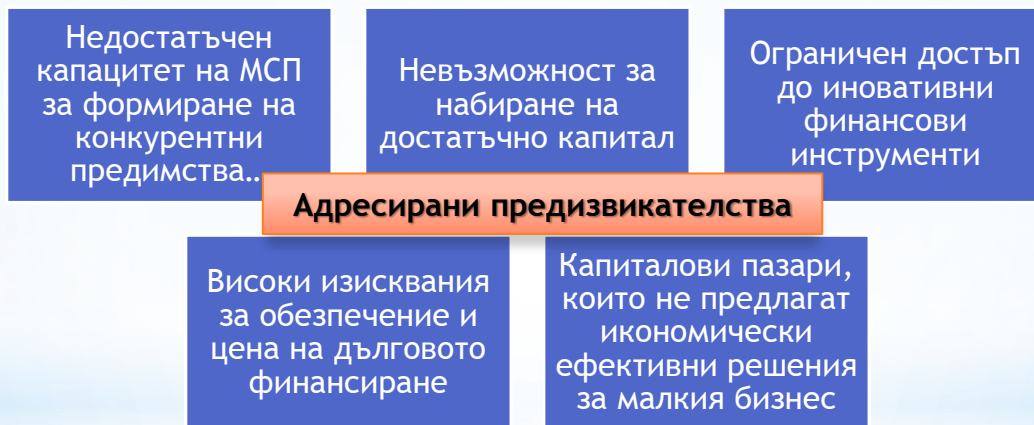 Недостатъчен
капацитет на МСП
за формиране на
конкурентни
предимства…
Невъзможност за
набиране на
достатъчно капитал
Ограничен достъп
до иновативни
финансови
инструменти
Адресирани предизвикателства
Високи изисквания
за обезпечение и
цена на дълговото
финансиране
Капиталови пазари,
които не предлагат
икономически
ефективни решения
за малкия бизнес